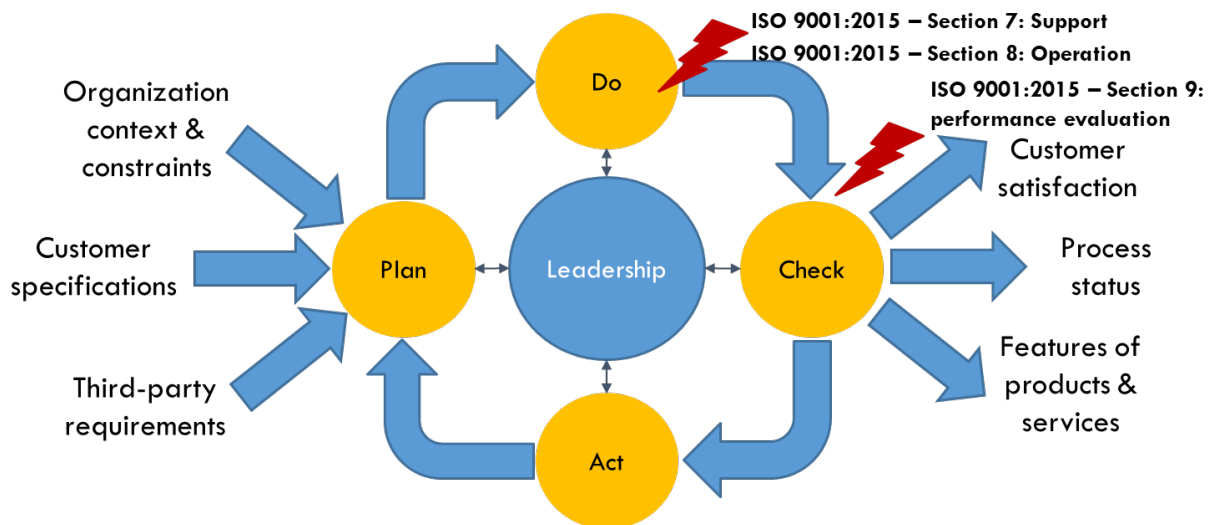 ISO 9001:2015 – Section 7: Support
ISO 9001:2015 – Section 8: Operation
ISO 9001:2015 – Section 9:
performance evaluation
Do
Organization
context &
constraints
Customer
specifications
Third-party
requirements
Plan
Leadership
Check
Customer
satisfaction
Process
status
Features of
products &
services
Act